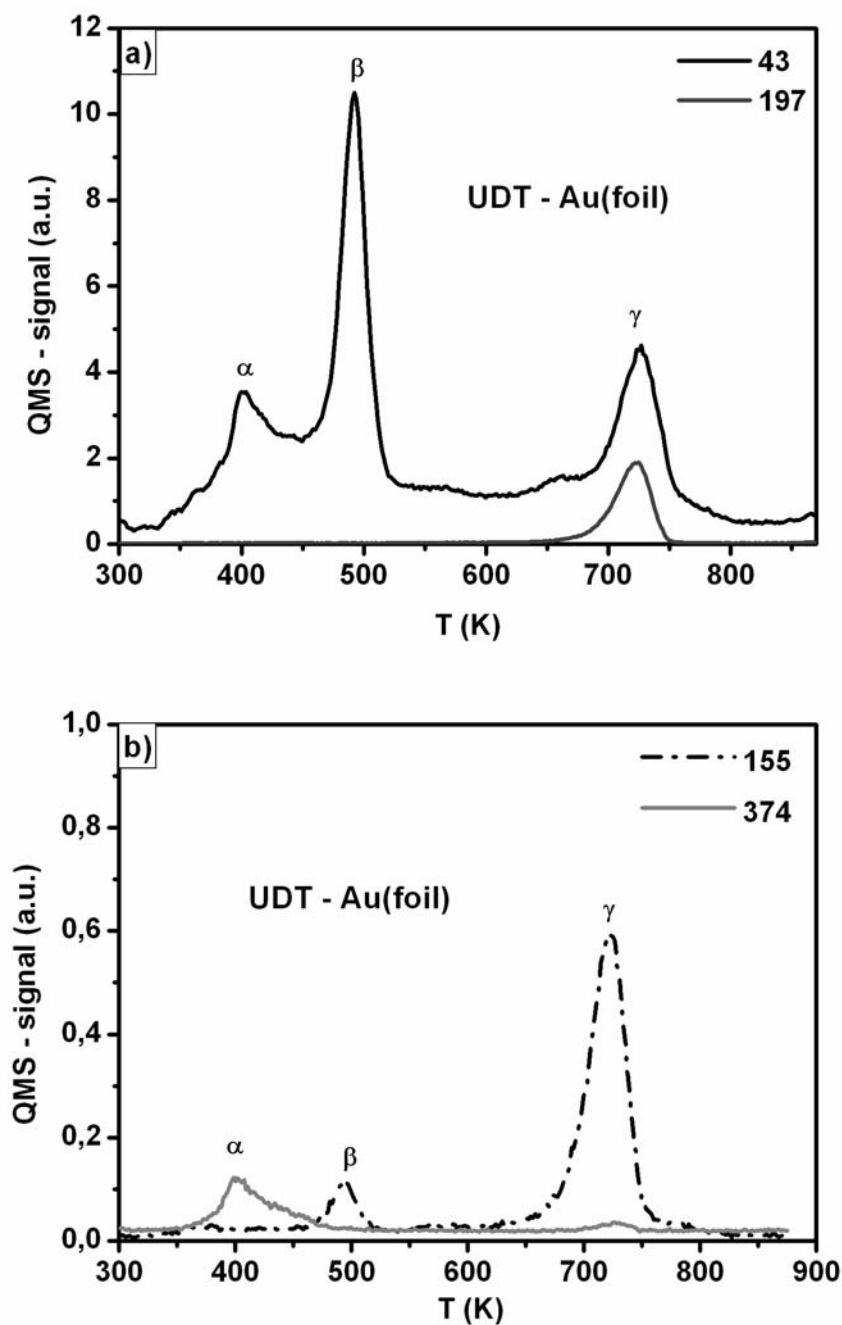 a)
12
10
8
6
4
2
0
QMS - signal (a.u.)
α
β
γ
43
197
UDT - Au(foil)
300 400 500 600 700 800
T (K)
b)
1,0
0,8
0,6
0,4
0,2
0,0
QMS - signal (a.u.)
155
374
UDT - Au(foil)
α
β
γ
300 400 500 600 700 800 900
T (K)